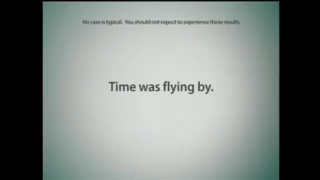 No case is typical. You should not expect to experience these results.
Time was flying by.